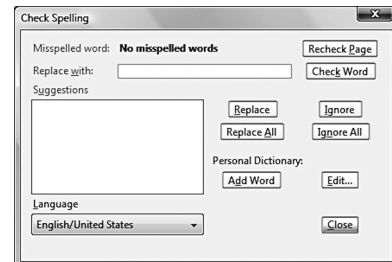 Check Spelling
Misspelled word: No misspelled words Recheck Page
Replace with: Check Word
Suggestions
Replace Ignore
Replace All Ignore All
Personal Dictionary:
Add Word Edit...
Language
English/United States Close